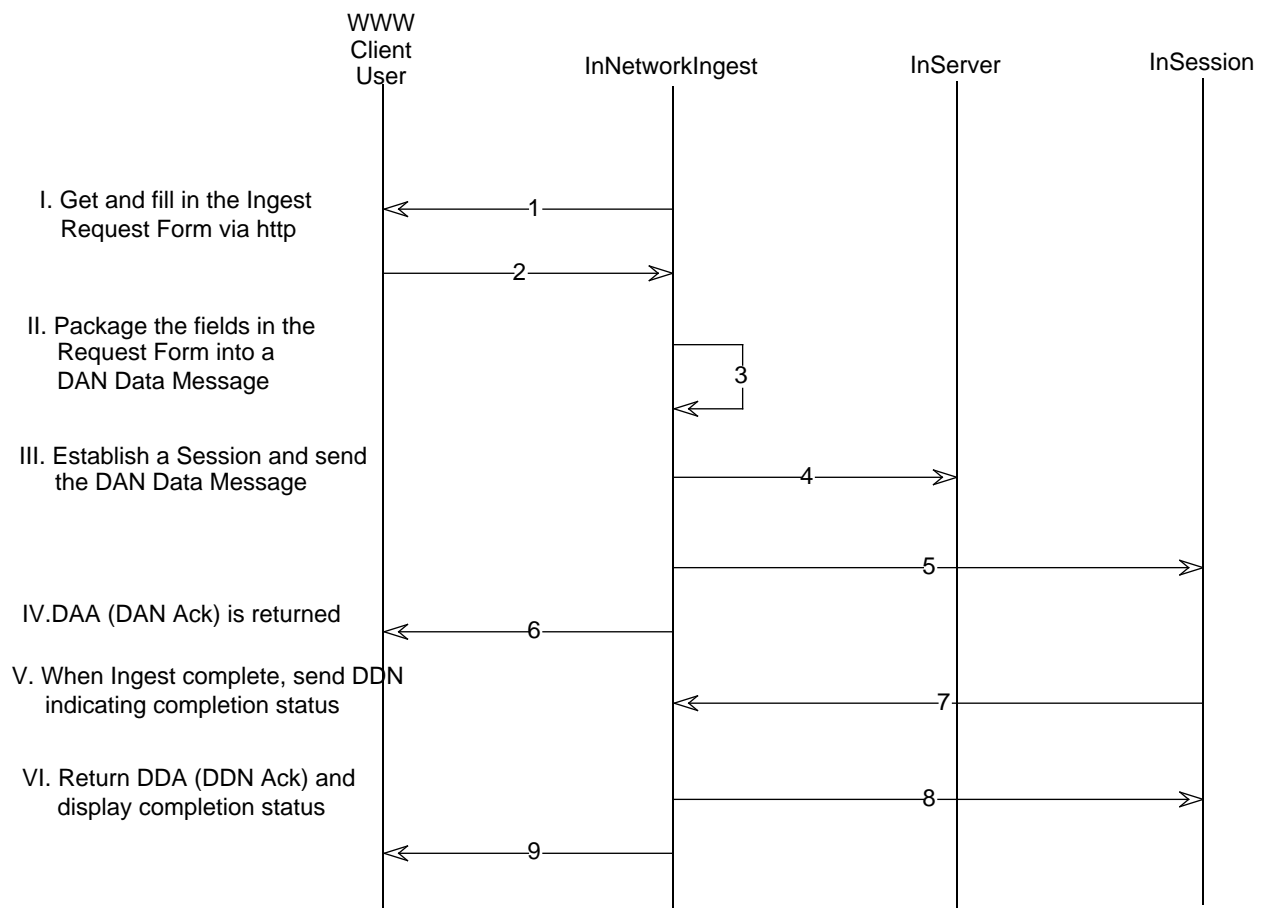 WWW
Client
User
InNetworkIngest
InServer
InSession
I. Get and fill in the Ingest
Request Form via http
1
2
II. Package the fields in the
Request Form into a
DAN Data Message
3
III. Establish a Session and send
the DAN Data Message
4
5
IV.DAA (DAN Ack) is returned
6
V. When Ingest complete, send DDN
indicating completion status
7
VI. Return DDA (DDN Ack) and
display completion status
8
9